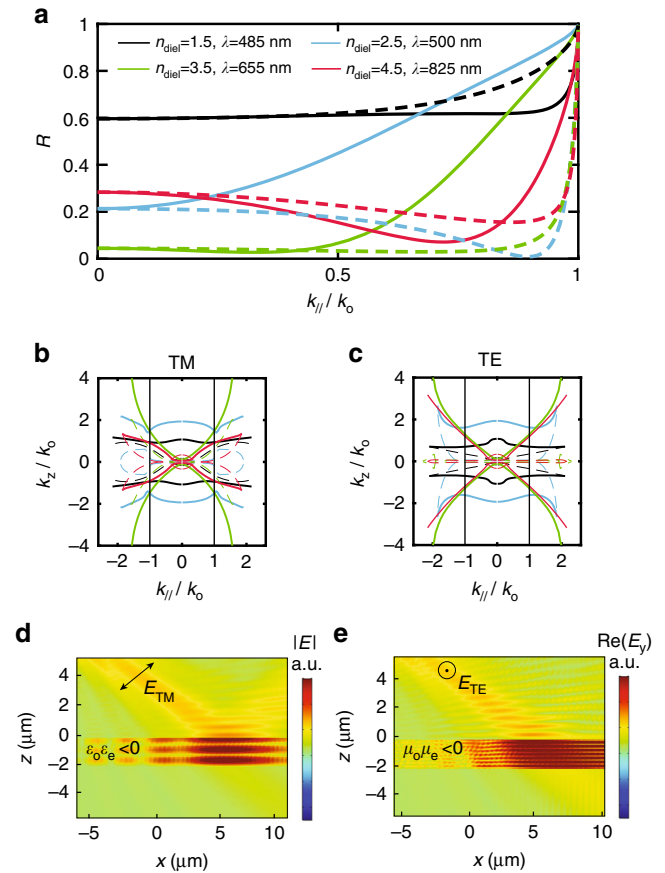 a
n_diel=1.5, λ=485 nm
n_diel=2.5, λ=500 nm
n_diel=3.5, λ=655 nm
n_diel=4.5, λ=825 nm
1
0.8
0.6
0.4
0.2
0
R
0
0.5
1
k_// / k_o
b
TM
4
2
0
−2
−4
k_z / k_o
−2 −1 0 1 2
k_// / k_o
c
TE
4
2
0
−2
−4
k_z / k_o
−2 −1 0 1 2
k_// / k_o
d
|E|
a.u.
E_TM
ε_oε_e<0
4
2
0
−2
−4
z (μm)
−5 0 5 10
x (μm)
e
Re(E_y)
a.u.
E_TE
μ_oμ_e<0
4
2
0
−2
−4
z (μm)
−5 0 5 10
x (μm)